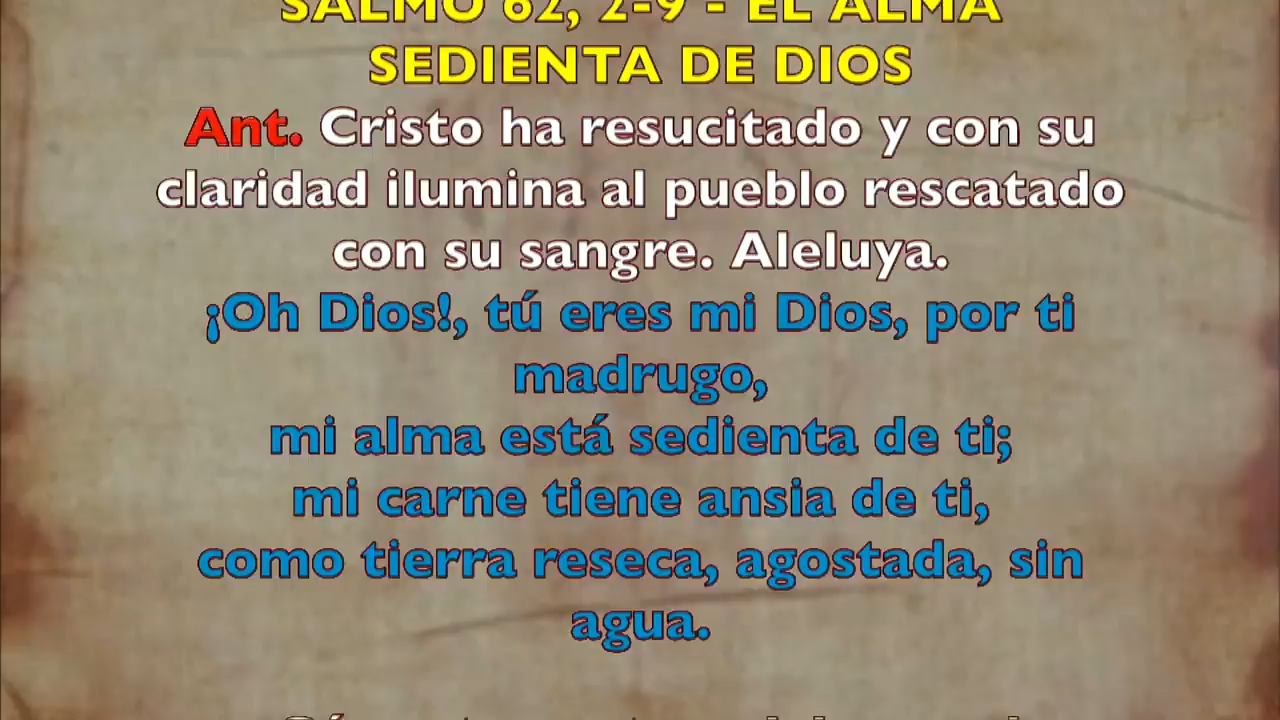 SALMO 62, 2-9 - EL ALMA
SEDIENTA DE DIOS
Ant. Cristo ha resucitado y con su
claridad ilumina al pueblo rescatado
con su sangre. Aleluya.
¡Oh Dios!, tú eres mi Dios, por ti
madrugo,
mi alma está sedienta de ti;
mi carne tiene ansia de ti,
como tierra reseca, agostada, sin
agua.